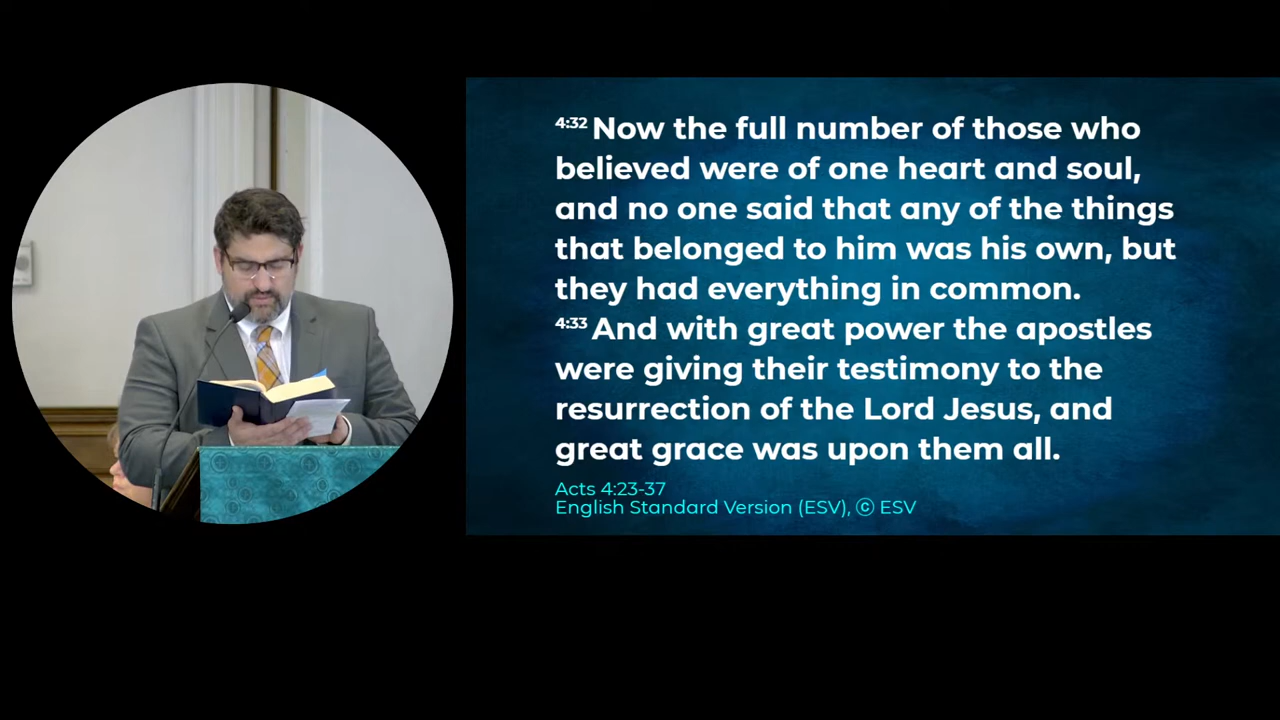 4:32 Now the full number of those who
believed were of one heart and soul,
and no one said that any of the things
that belonged to him was his own, but
they had everything in common.
4:33 And with great power the apostles
were giving their testimony to the
resurrection of the Lord Jesus, and
great grace was upon them all.
Acts 4:23-37
English Standard Version (ESV), ⓒ ESV